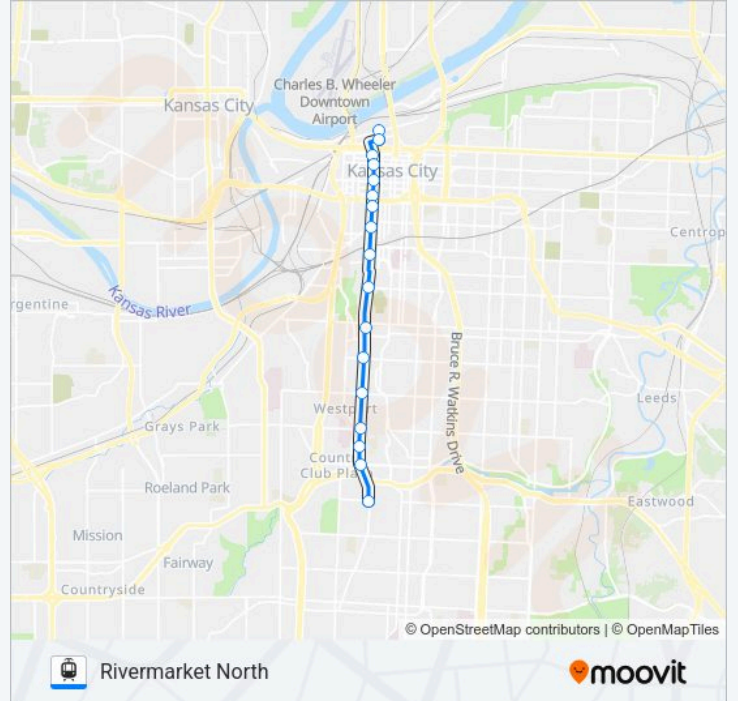 Charles B. Wheeler
Downtown
Airport
Kansas City
Kansas City
Centrop
Kansas River
rgentine
Bruce R. Watkins Drive
Leeds
Westport
Grays Park
Country
Club Pla
Roeland Park
Eastwood
Mission
Fairway
Countryside
© OpenStreetMap contributors | © OpenMapTiles
Rivermarket North
moovit